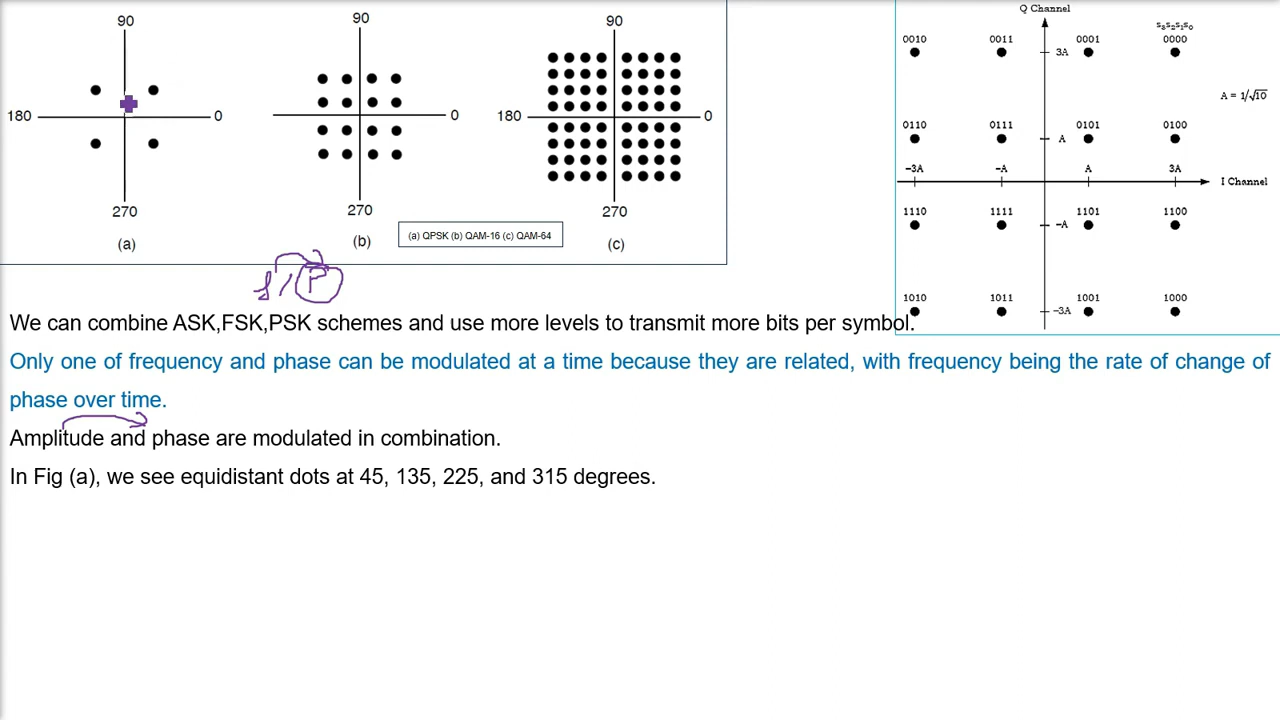 90
180
0
270
(a)
90
0
270
(b)
90
180
0
270
(c)
(a) QPSK (b) QAM-16 (c) QAM-64
Q Channel
s₃s₂s₁s₀
0010 0011 0001 0000
3A
A = 1/√10
0110 0111 0101 0100
A
−3A −A A 3A
I Channel
1110 1111 1101 1100
−A
1010 1011 1001 1000
−3A
f / P
We can combine ASK,FSK,PSK schemes and use more levels to transmit more bits per symbol.
Only one of frequency and phase can be modulated at a time because they are related, with frequency being the rate of change of
phase over time.
Amplitude and phase are modulated in combination.
In Fig (a), we see equidistant dots at 45, 135, 225, and 315 degrees.